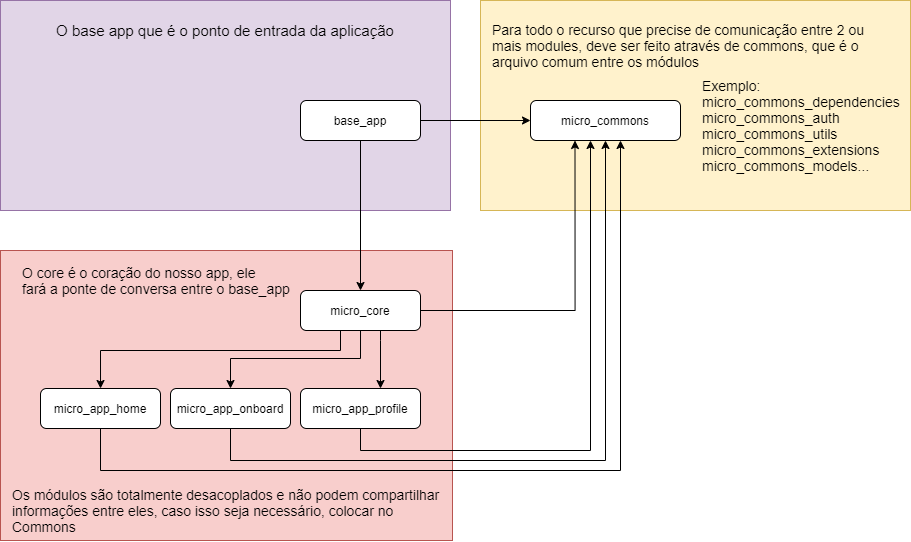 O base app que é o ponto de entrada da aplicação
base_app
Para todo o recurso que precise de comunicação entre 2 ou
mais modules, deve ser feito através de commons, que é o
arquivo comum entre os módulos
Exemplo:
micro_commons_dependencies
micro_commons_auth
micro_commons_utils
micro_commons_extensions
micro_commons_models...
micro_commons
O core é o coração do nosso app, ele
fará a ponte de conversa entre o base_app
micro_core
micro_app_home
micro_app_onboard
micro_app_profile
Os módulos são totalmente desacoplados e não podem compartilhar
informações entre eles, caso isso seja necessário, colocar no
Commons